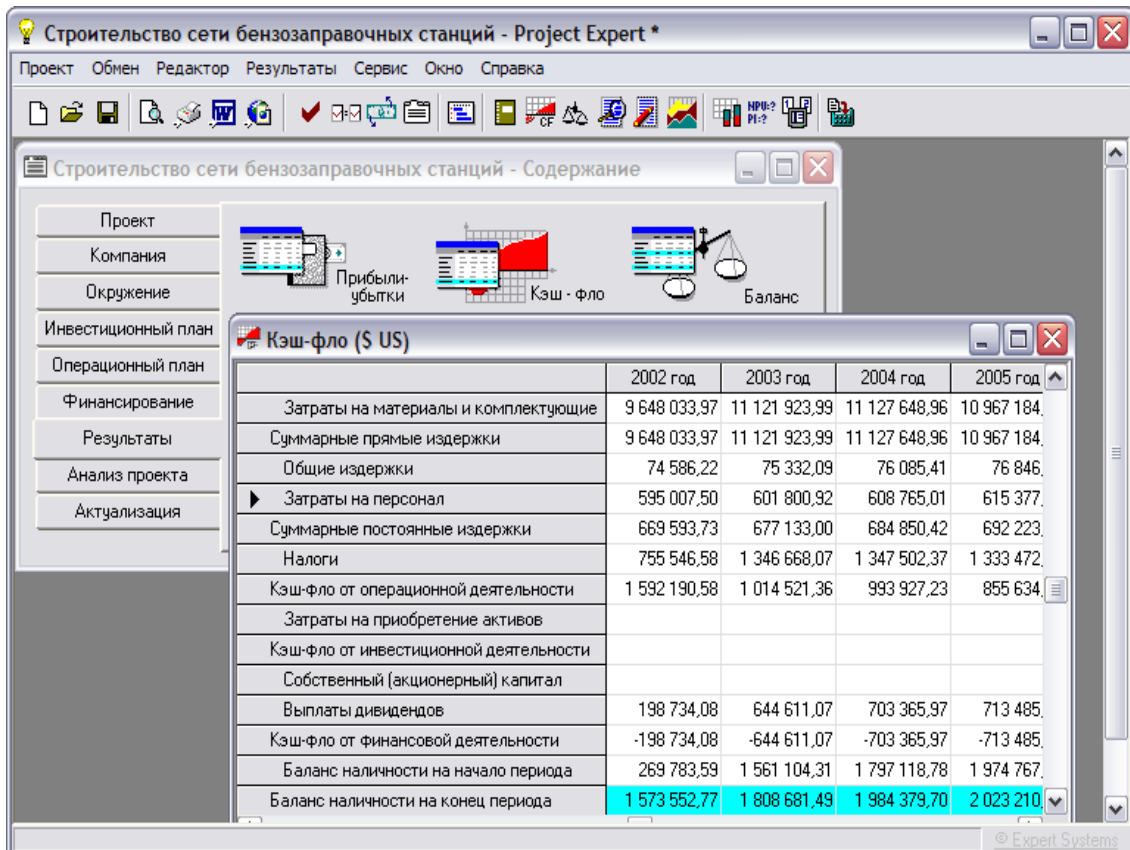 Строительство сети бензозаправочных станций - Project Expert *
Проект Обмен Редактор Результаты Сервис Окно Справка
CF NPV:? PI:?
Строительство сети бензозаправочных станций - Содержание
Проект
Компания
Окружение
Инвестиционный план
Операционный план
Финансирование
Результаты
Анализ проекта
Актуализация
Прибыли-
убытки
Кэш - фло
Баланс
Кэш-фло ($ US)
2002 год 2003 год 2004 год 2005 год
Затраты на материалы и комплектующие 9 648 033,97 11 121 923,99 11 127 648,96 10 967 184,
Суммарные прямые издержки 9 648 033,97 11 121 923,99 11 127 648,96 10 967 184,
Общие издержки 74 586,22 75 332,09 76 085,41 76 846,
Затраты на персонал 595 007,50 601 800,92 608 765,01 615 377,
Суммарные постоянные издержки 669 593,73 677 133,00 684 850,42 692 223,
Налоги 755 546,58 1 346 668,07 1 347 502,37 1 333 472,
Кэш-фло от операционной деятельности 1 592 190,58 1 014 521,36 993 927,23 855 634,
Затраты на приобретение активов
Кэш-фло от инвестиционной деятельности
Собственный (акционерный) капитал
Выплаты дивидендов 198 734,08 644 611,07 703 365,97 713 485,
Кэш-фло от финансовой деятельности -198 734,08 -644 611,07 -703 365,97 -713 485,
Баланс наличности на начало периода 269 783,59 1 561 104,31 1 797 118,78 1 974 767,
Баланс наличности на конец периода 1 573 552,77 1 808 681,49 1 984 379,70 2 023 210,
© Expert Systems